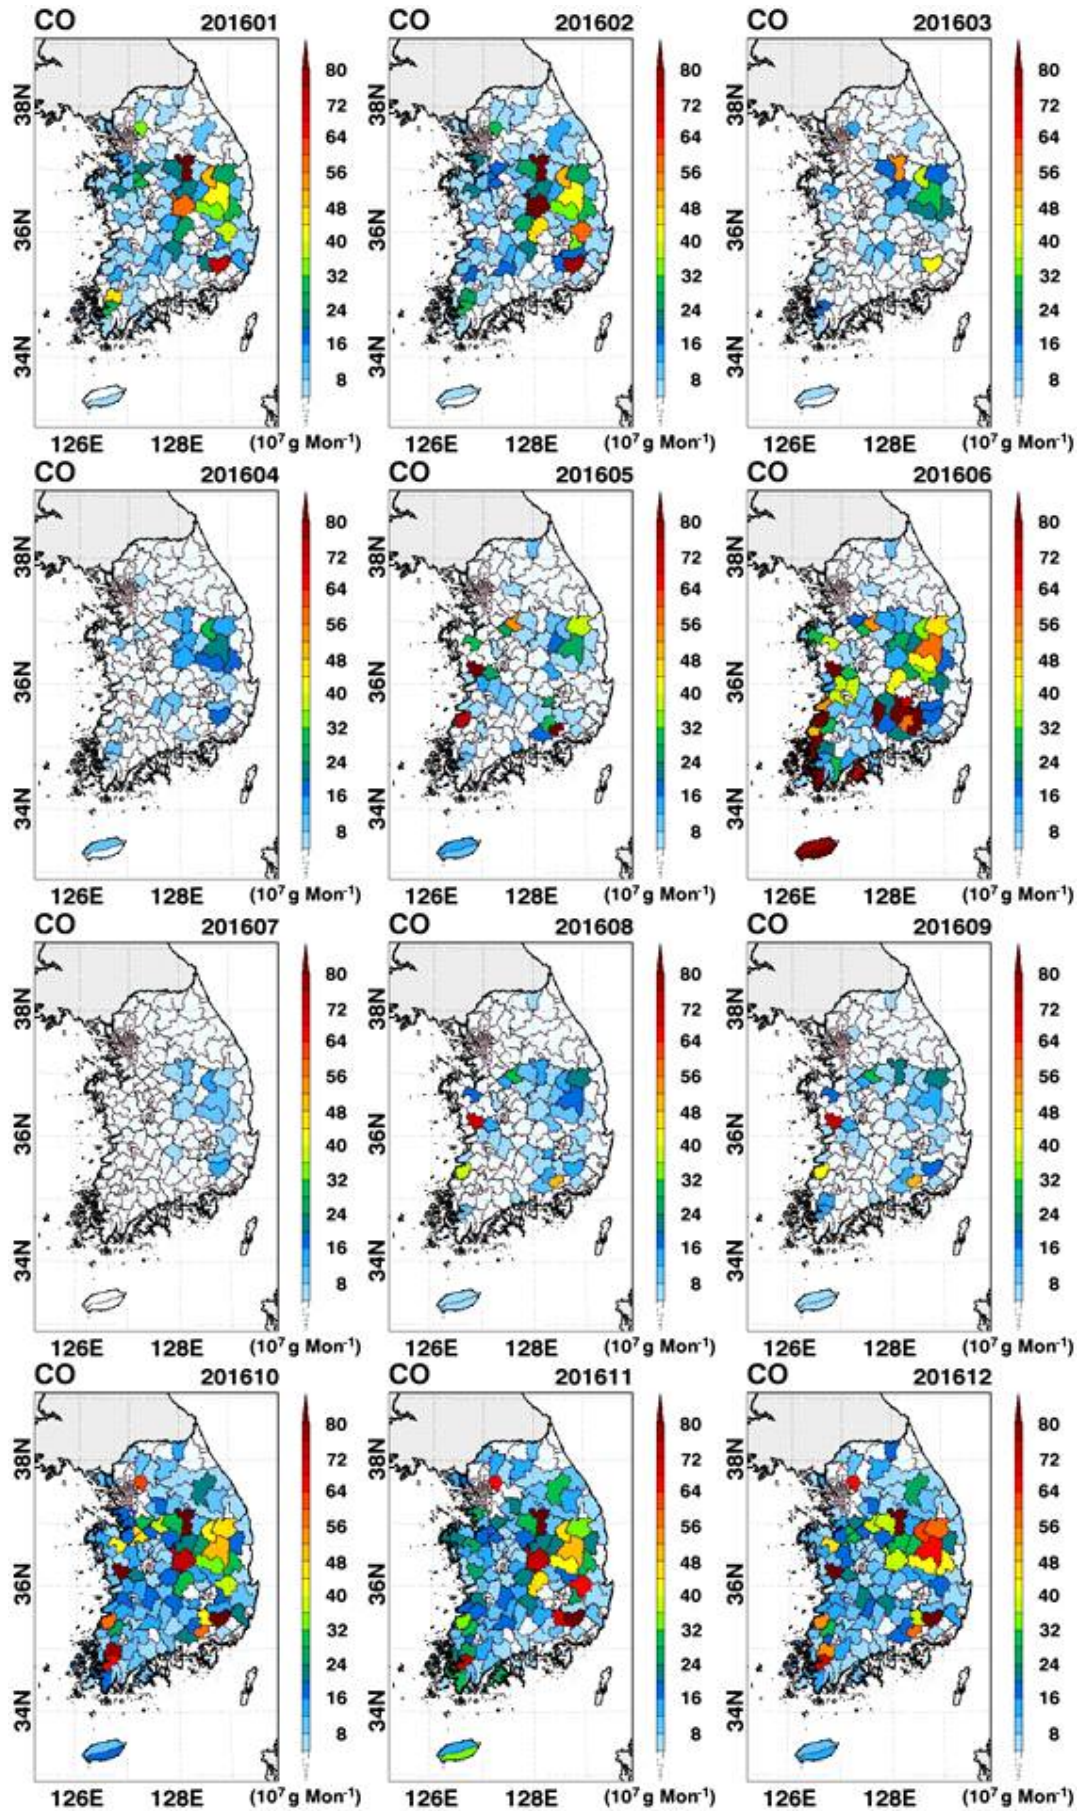 CO 201601 CO 201602 CO 201603
80 80 80
38N 72 38N 72 38N 72
64 64 64
56 56 56
48 48 48
36N 40 36N 40 36N 40
32 32 32
24 24 24
34N 16 34N 16 34N 16
8 8 8
126E 128E (10⁷ g Mon⁻¹) 126E 128E (10⁷ g Mon⁻¹) 126E 128E (10⁷ g Mon⁻¹)
CO 201604 CO 201605 CO 201606
80 80 80
38N 72 38N 72 38N 72
64 64 64
56 56 56
48 48 48
36N 40 36N 40 36N 40
32 32 32
24 24 24
34N 16 34N 16 34N 16
8 8 8
126E 128E (10⁷ g Mon⁻¹) 126E 128E (10⁷ g Mon⁻¹) 126E 128E (10⁷ g Mon⁻¹)
CO 201607 CO 201608 CO 201609
80 80 80
38N 72 38N 72 38N 72
64 64 64
56 56 56
48 48 48
36N 40 36N 40 36N 40
32 32 32
24 24 24
34N 16 34N 16 34N 16
8 8 8
126E 128E (10⁷ g Mon⁻¹) 126E 128E (10⁷ g Mon⁻¹) 126E 128E (10⁷ g Mon⁻¹)
CO 201610 CO 201611 CO 201612
80 80 80
38N 72 38N 72 38N 72
64 64 64
56 56 56
48 48 48
36N 40 36N 40 36N 40
32 32 32
24 24 24
34N 16 34N 16 34N 16
8 8 8
126E 128E (10⁷ g Mon⁻¹) 126E 128E (10⁷ g Mon⁻¹) 126E 128E (10⁷ g Mon⁻¹)